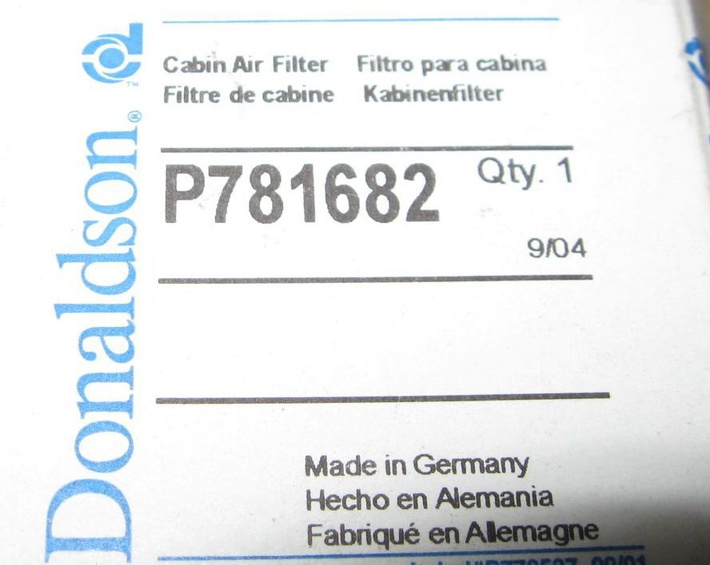 Donaldson®
™
Cabin Air Filter Filtro para cabina
Filtre de cabine Kabinenfilter
P781682 Qty. 1
9/04
Made in Germany
Hecho en Alemania
Fabriqué en Allemagne